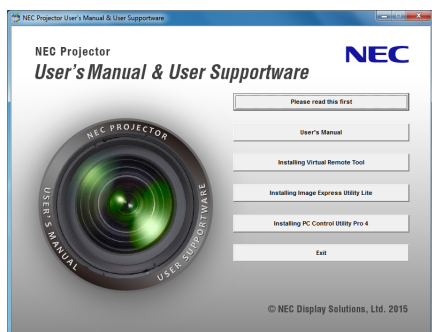 NEC Projector User's Manual & User Supportware
NEC Projector
NEC
User's Manual & User Supportware
Please read this first
User's Manual
Installing Virtual Remote Tool
Installing Image Express Utility Lite
Installing PC Control Utility Pro 4
Exit
NEC PROJECTOR
USER'S MANUAL
USER SUPPORTWARE
© NEC Display Solutions, Ltd. 2015